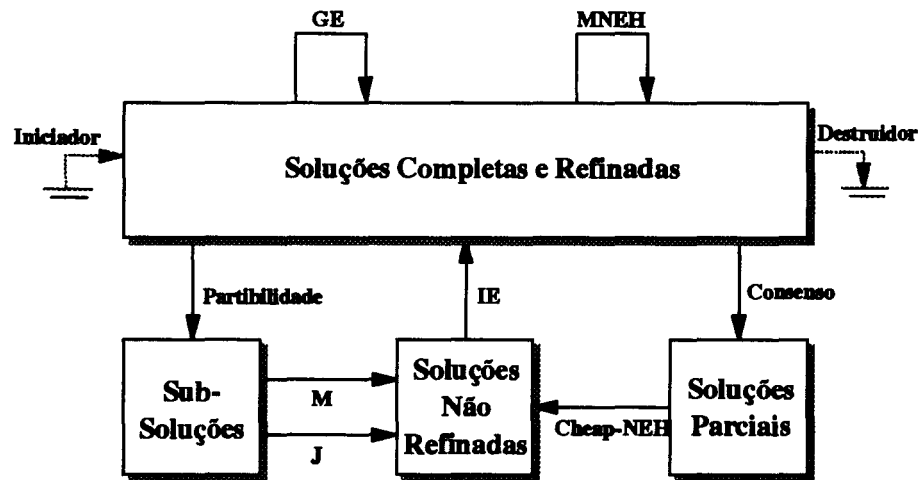 GE
MNEH
Iniciador
Destruidor
Soluções Completas e Refinadas
Partibilidade
IE
Consenso
Sub-
Soluções
M
J
Soluções
Não
Refinadas
Cheap-NEH
Soluções
Parciais